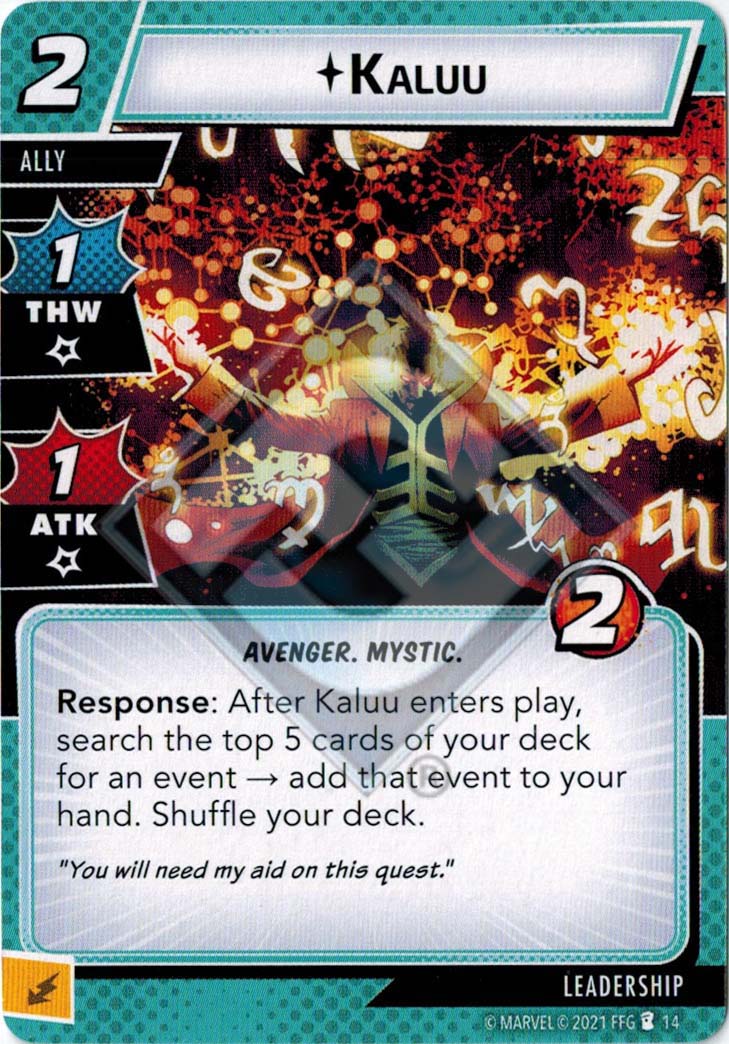 2
KALUU
ALLY
1
THW
1
ATK
2
AVENGER. MYSTIC.
Response: After Kaluu enters play,
search the top 5 cards of your deck
for an event → add that event to your
hand. Shuffle your deck.
"You will need my aid on this quest."
LEADERSHIP
© MARVEL © 2021 FFG 14